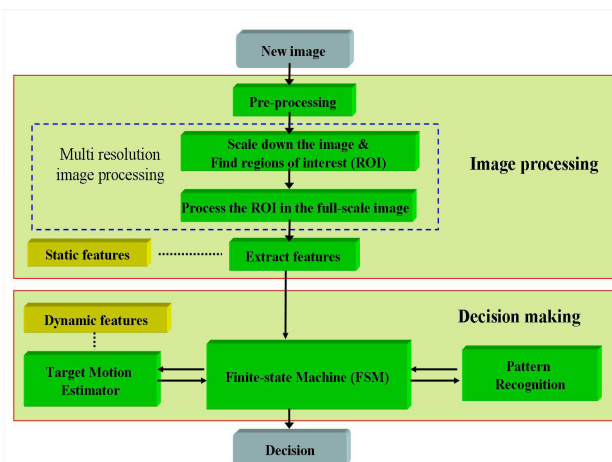 New image
Pre-processing
Multi resolution
image processing
Scale down the image &
Find regions of interest (ROI)
Image processing
Process the ROI in the full-scale image
Static features
Extract features
Dynamic features
Decision making
Target Motion
Estimator
Finite-state Machine (FSM)
Pattern
Recognition
Decision